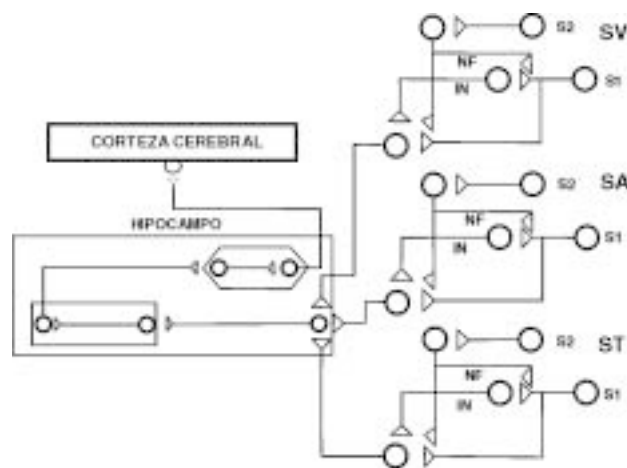 S2 SV
NF
IN
S1
CORTEZA CEREBRAL
HIPOCAMPO
S2 SA
NF
IN
S1
S2 ST
NF
IN
S1